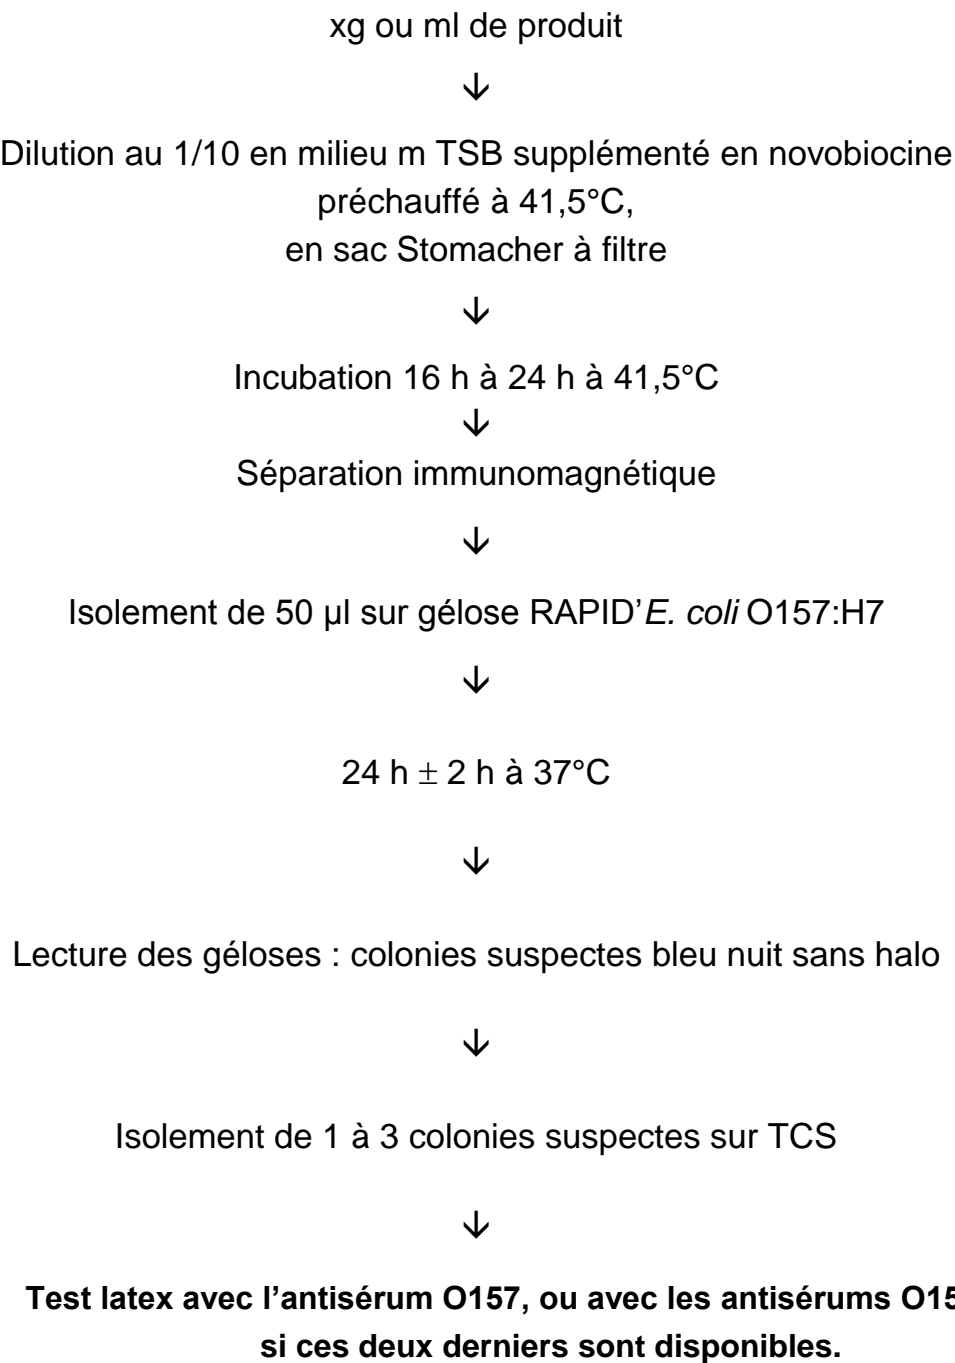 xg ou ml de produit
↓
Dilution au 1/10 en milieu m TSB supplémenté en novobiocine
préchauffé à 41,5°C,
en sac Stomacher à filtre
↓
Incubation 16 h à 24 h à 41,5°C
↓
Séparation immunomagnétique
↓
Isolement de 50 µl sur gélose RAPID’E. coli O157:H7
↓
24 h ± 2 h à 37°C
↓
Lecture des géloses : colonies suspectes bleu nuit sans halo
↓
Isolement de 1 à 3 colonies suspectes sur TCS
↓
Test latex avec l’antisérum O157, ou avec les antisérums
si ces deux derniers sont disponibles.